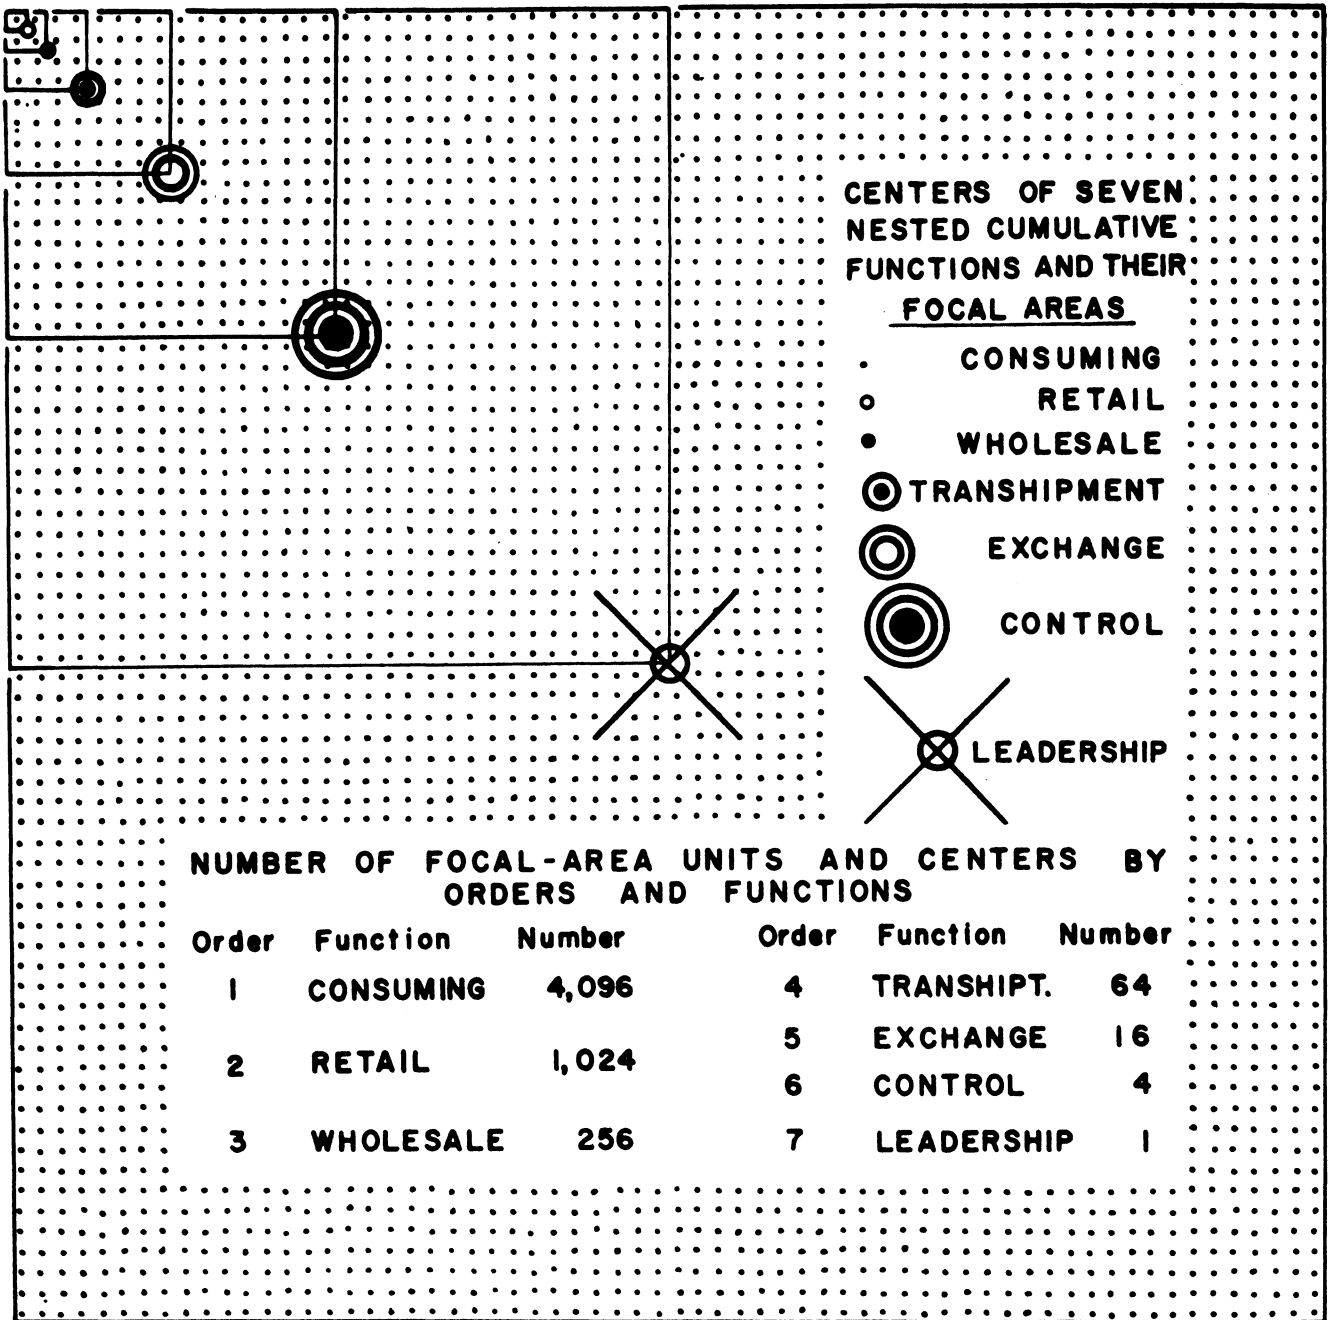 CENTERS OF SEVEN
NESTED CUMULATIVE
FUNCTIONS AND THEIR
FOCAL AREAS
CONSUMING
RETAIL
WHOLESALE
TRANSHIPMENT
EXCHANGE
CONTROL
LEADERSHIP
NUMBER OF FOCAL-AREA UNITS AND CENTERS BY
ORDERS AND FUNCTIONS
Order Function Number Order Function Number
1 CONSUMING 4,096 4 TRANSHIPT. 64
5 EXCHANGE 16
2 RETAIL 1,024
6 CONTROL 4
3 WHOLESALE 256 7 LEADERSHIP 1